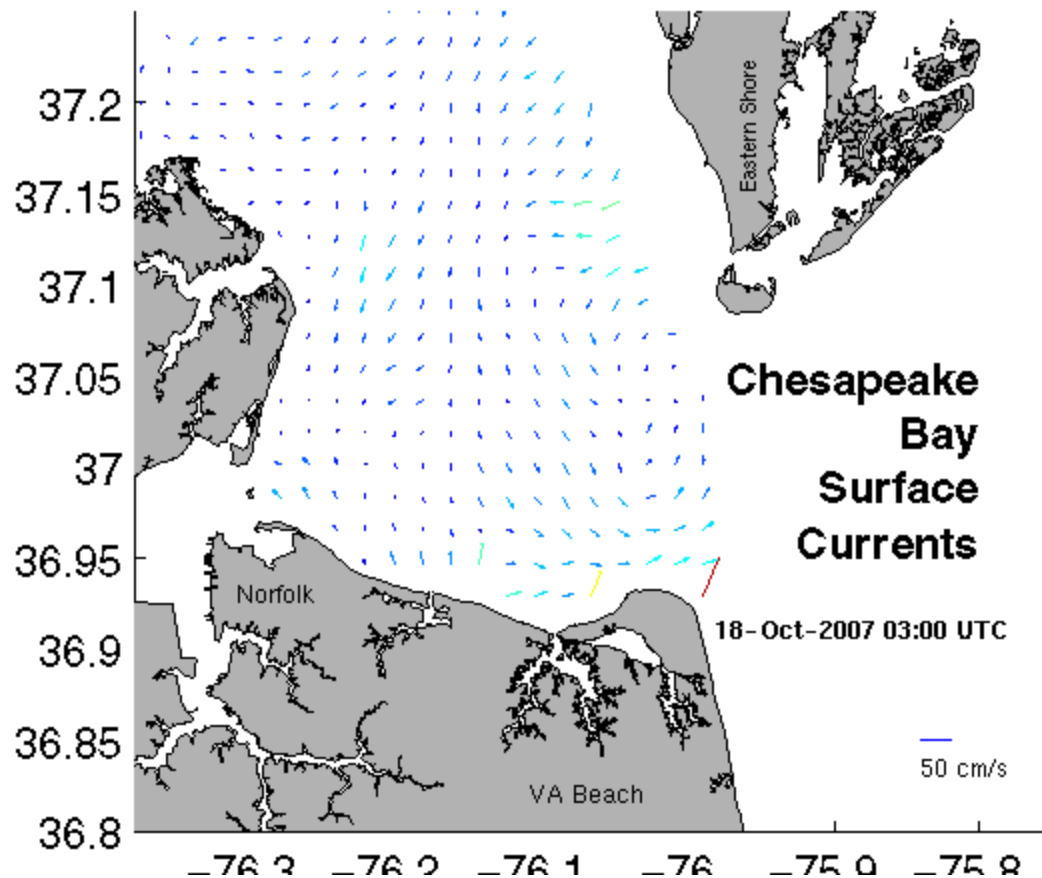 37.2
37.15
37.1
37.05
37
36.95
36.9
36.85
36.8
Eastern Shore
Chesapeake
Bay
Surface
Currents
Norfolk
18-Oct-2007 03:00 UTC
50 cm/s
VA Beach
−76.3 −76.2 −76.1 −76 −75.9 −75.8